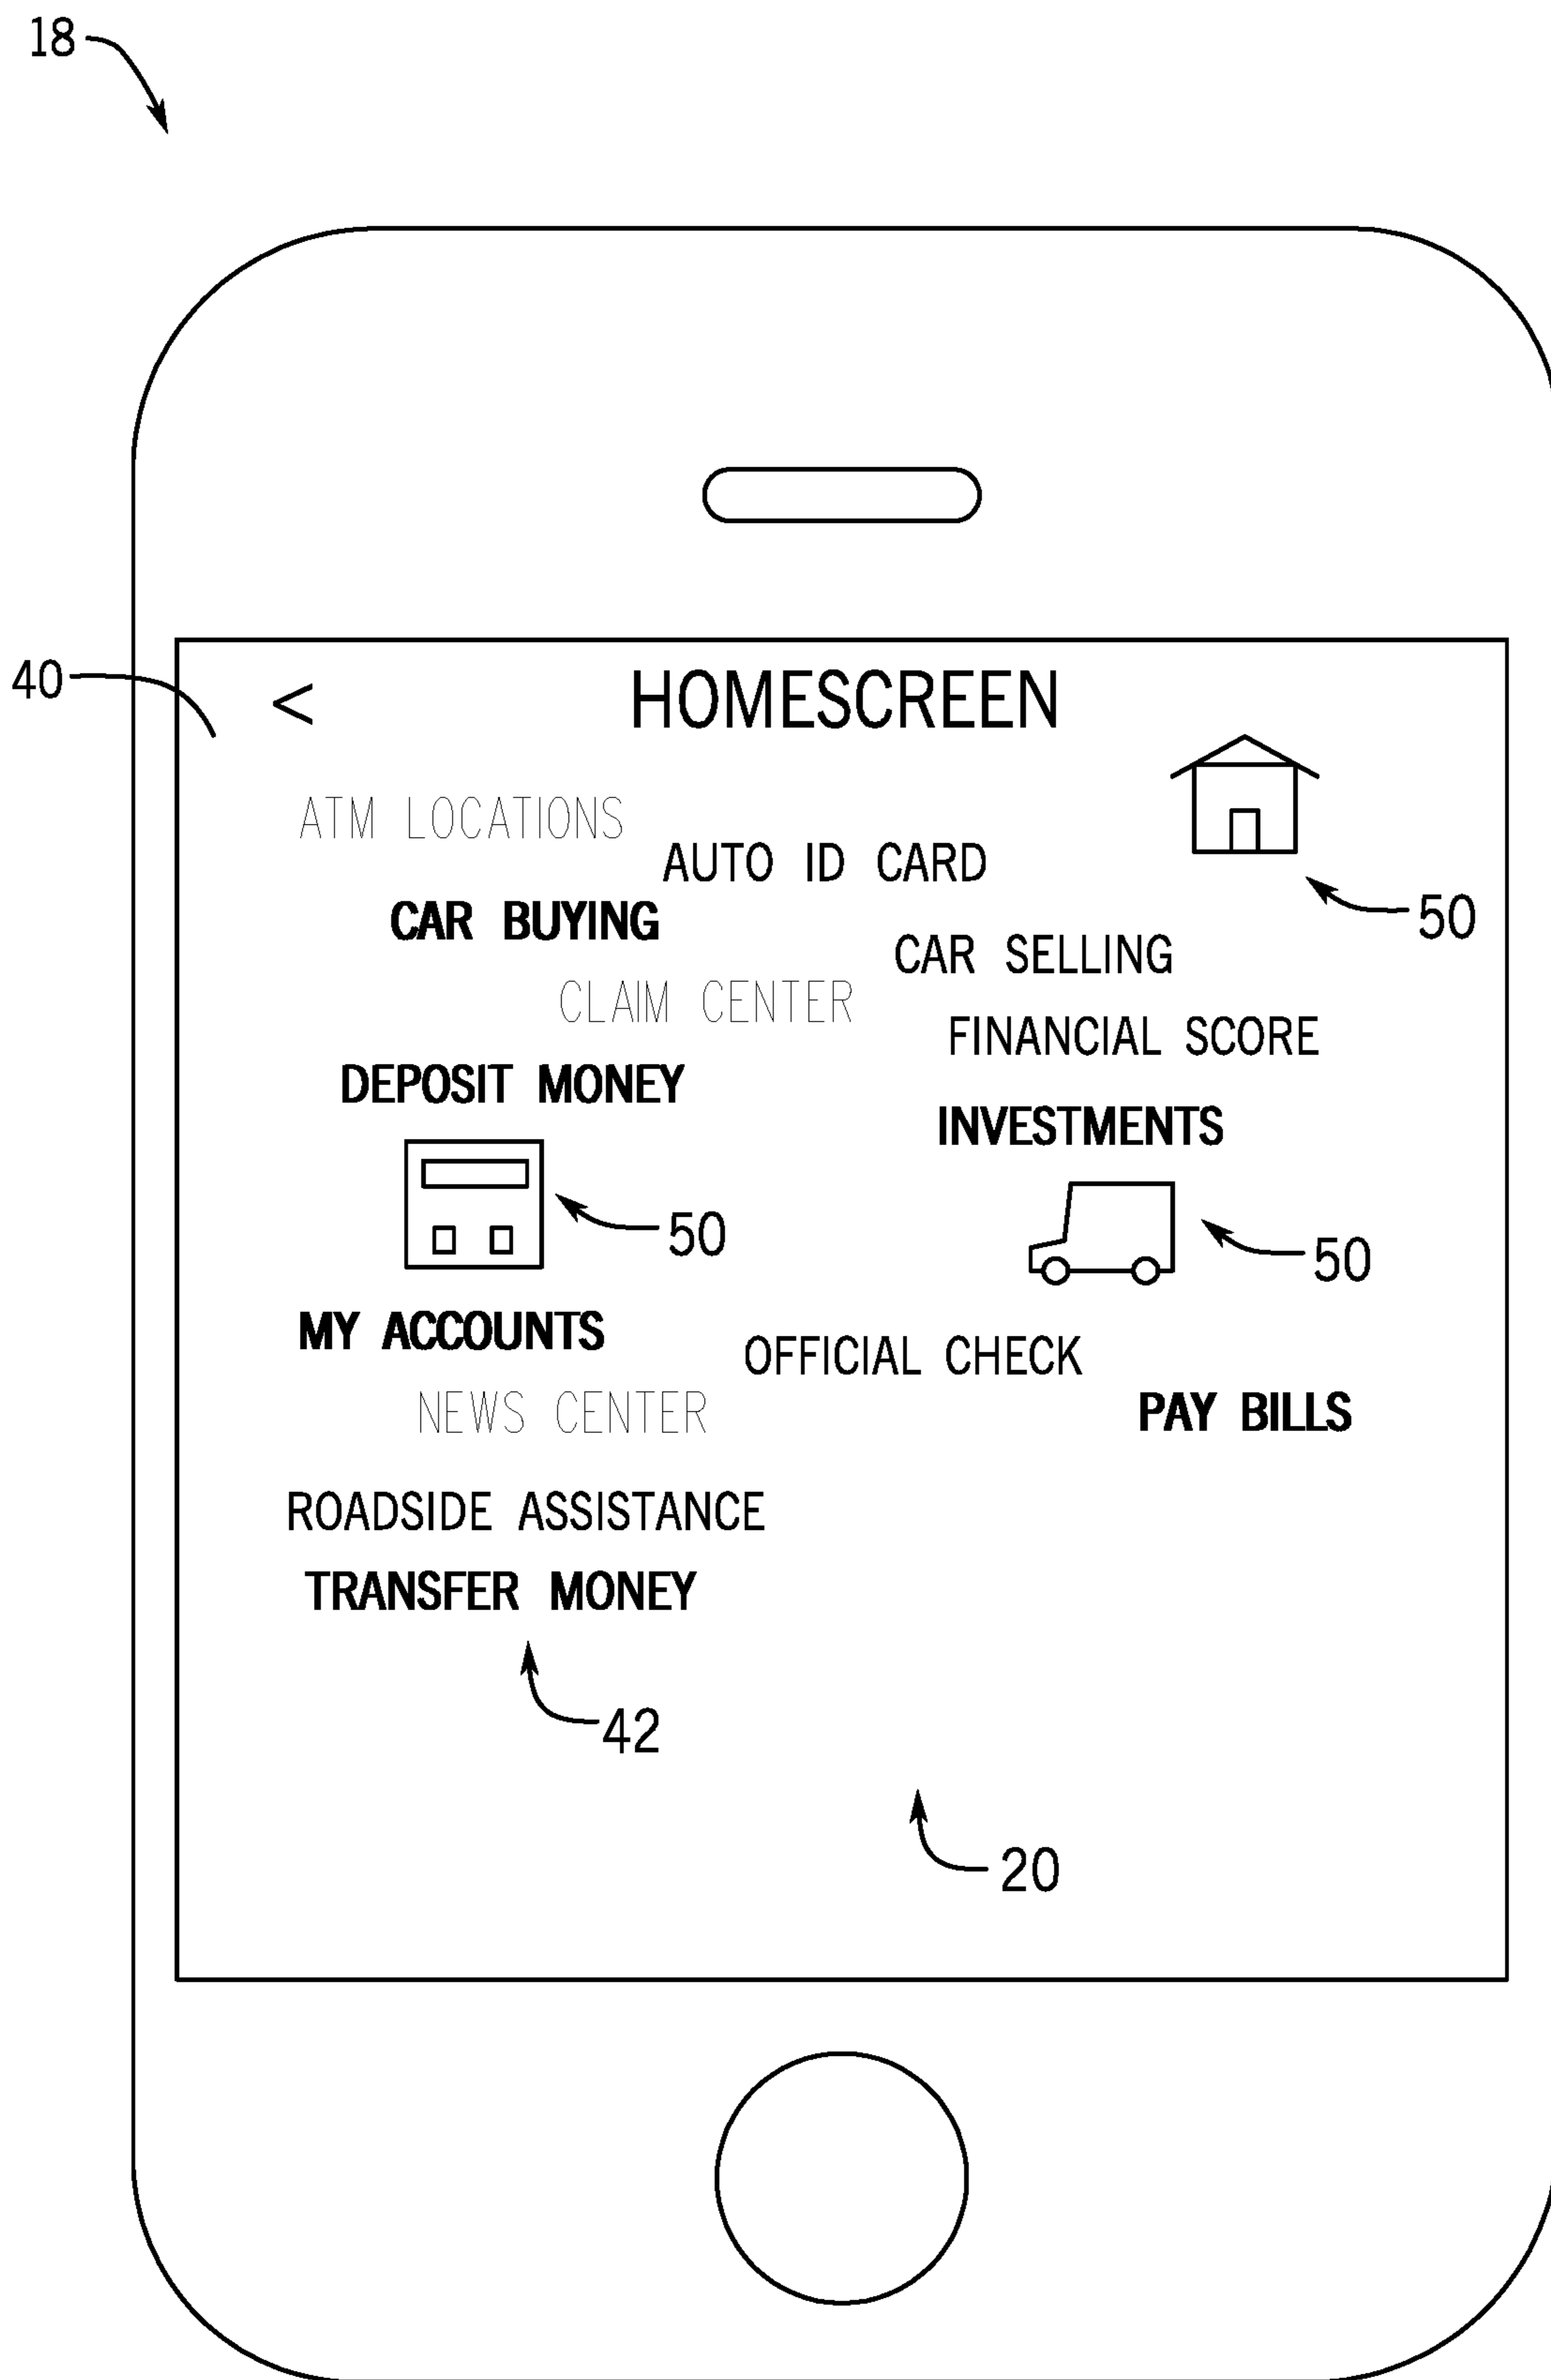 18
40
< HOMESCREEN
ATM LOCATIONS
AUTO ID CARD
CAR BUYING
50
CAR SELLING
CLAIM CENTER
FINANCIAL SCORE
DEPOSIT MONEY
INVESTMENTS
50
50
MY ACCOUNTS
OFFICIAL CHECK
NEWS CENTER
PAY BILLS
ROADSIDE ASSISTANCE
TRANSFER MONEY
42
20